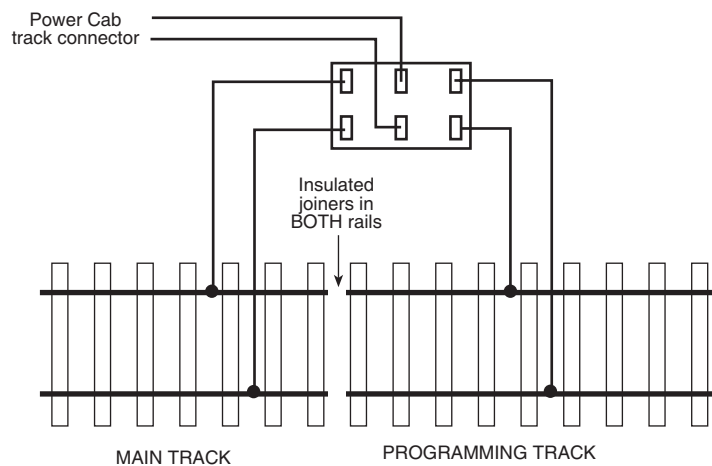 Power Cab
track connector
Insulated
joiners in
BOTH rails
MAIN TRACK
PROGRAMMING TRACK